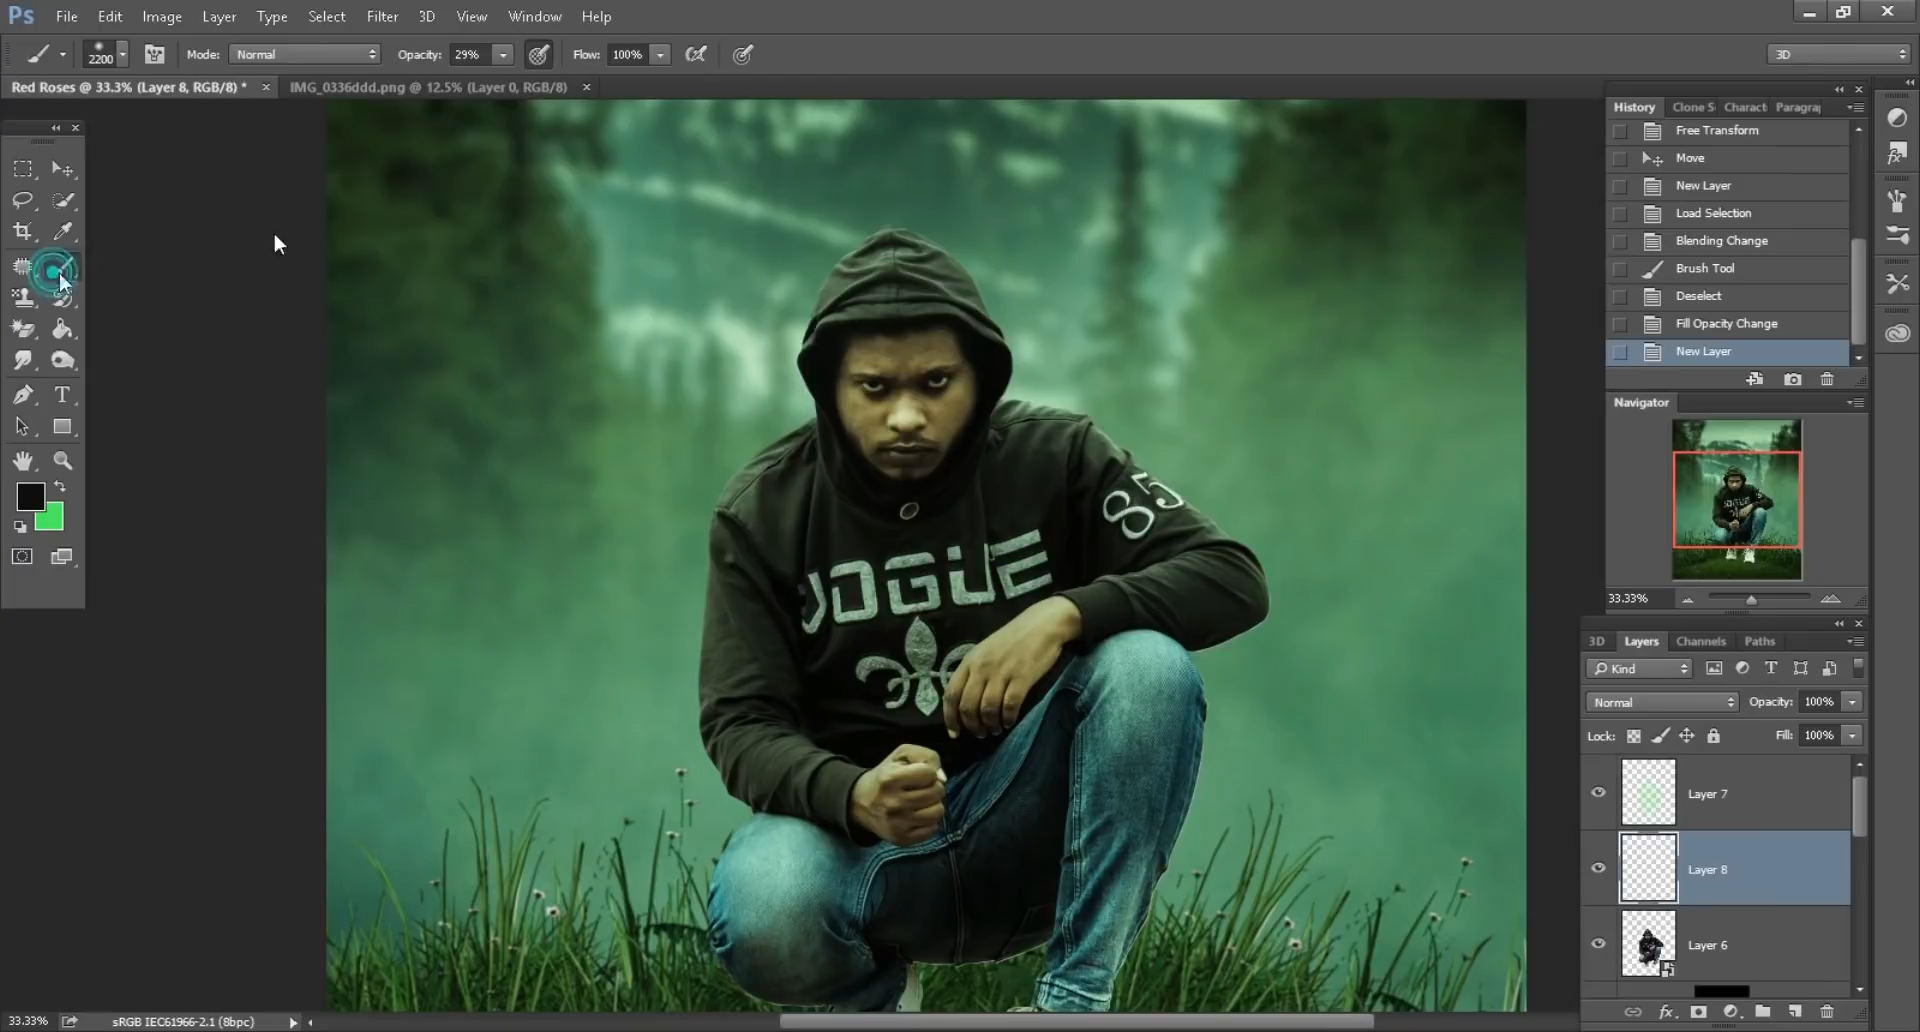 Ps File Edit Image Layer Type Select Filter 3D View Window Help
2200 Mode: Normal Opacity: 29% Flow: 100% 3D
Red Roses @ 33.3% (Layer 8, RGB/8) * × IMG_0336ddd.png @ 12.5% (Layer 0, RGB/8) ×
History Clone S Charact Paragra
Free Transform
Move
New Layer
Load Selection
Blending Change
Brush Tool
Deselect
Fill Opacity Change
New Layer
Navigator
33.33%
3D Layers Channels Paths
Kind
Normal Opacity: 100%
Lock: Fill: 100%
Layer 7
Layer 8
Layer 6
85
OGUE
33.33% sRGB IEC61966-2.1 (8bpc)